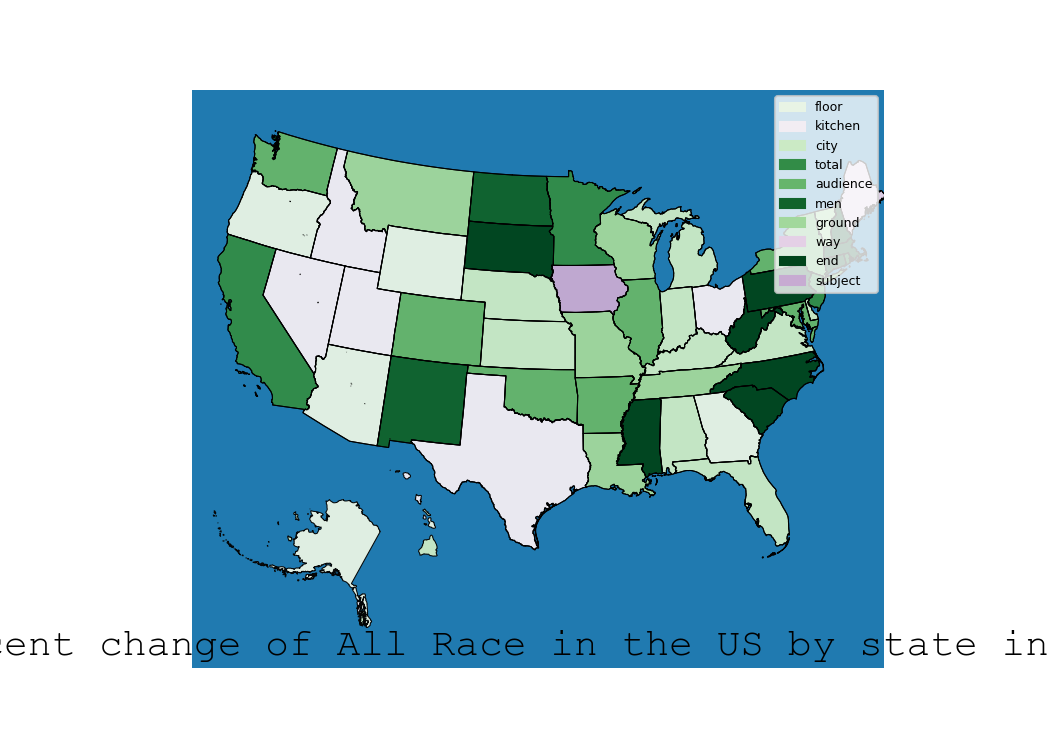 floor
kitchen
city
total
audience
men
ground
way
end
subject
change of All Race in the US by state in